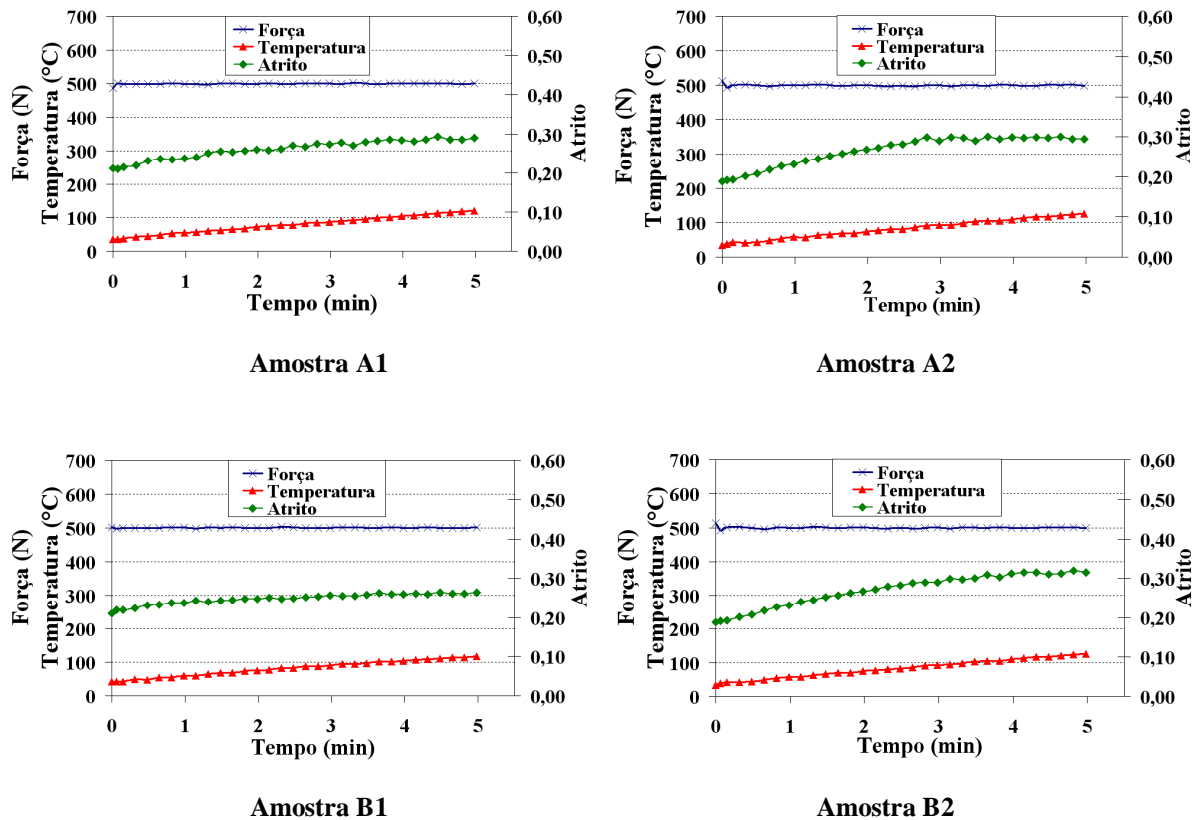 700
600
500
400
300
200
100
0
0,60
0,50
0,40
0,30
0,20
0,10
0,00
0 1 2 3 4 5
Força (N)
Temperatura (°C)
Atrito
Tempo (min)
Força
Temperatura
Atrito
Amostra A1
700
600
500
400
300
200
100
0
0,60
0,50
0,40
0,30
0,20
0,10
0,00
0 1 2 3 4 5
Força (N)
Temperatura (°C)
Atrito
Tempo (min)
Força
Temperatura
Atrito
Amostra A2
700
600
500
400
300
200
100
0
0,60
0,50
0,40
0,30
0,20
0,10
0,00
0 1 2 3 4 5
Força (N)
Temperatura (°C)
Atrito
Tempo (min)
Força
Temperatura
Atrito
Amostra B1
700
600
500
400
300
200
100
0
0,60
0,50
0,40
0,30
0,20
0,10
0,00
0 1 2 3 4 5
Força (N)
Temperatura (°C)
Atrito
Tempo (min)
Força
Temperatura
Atrito
Amostra B2